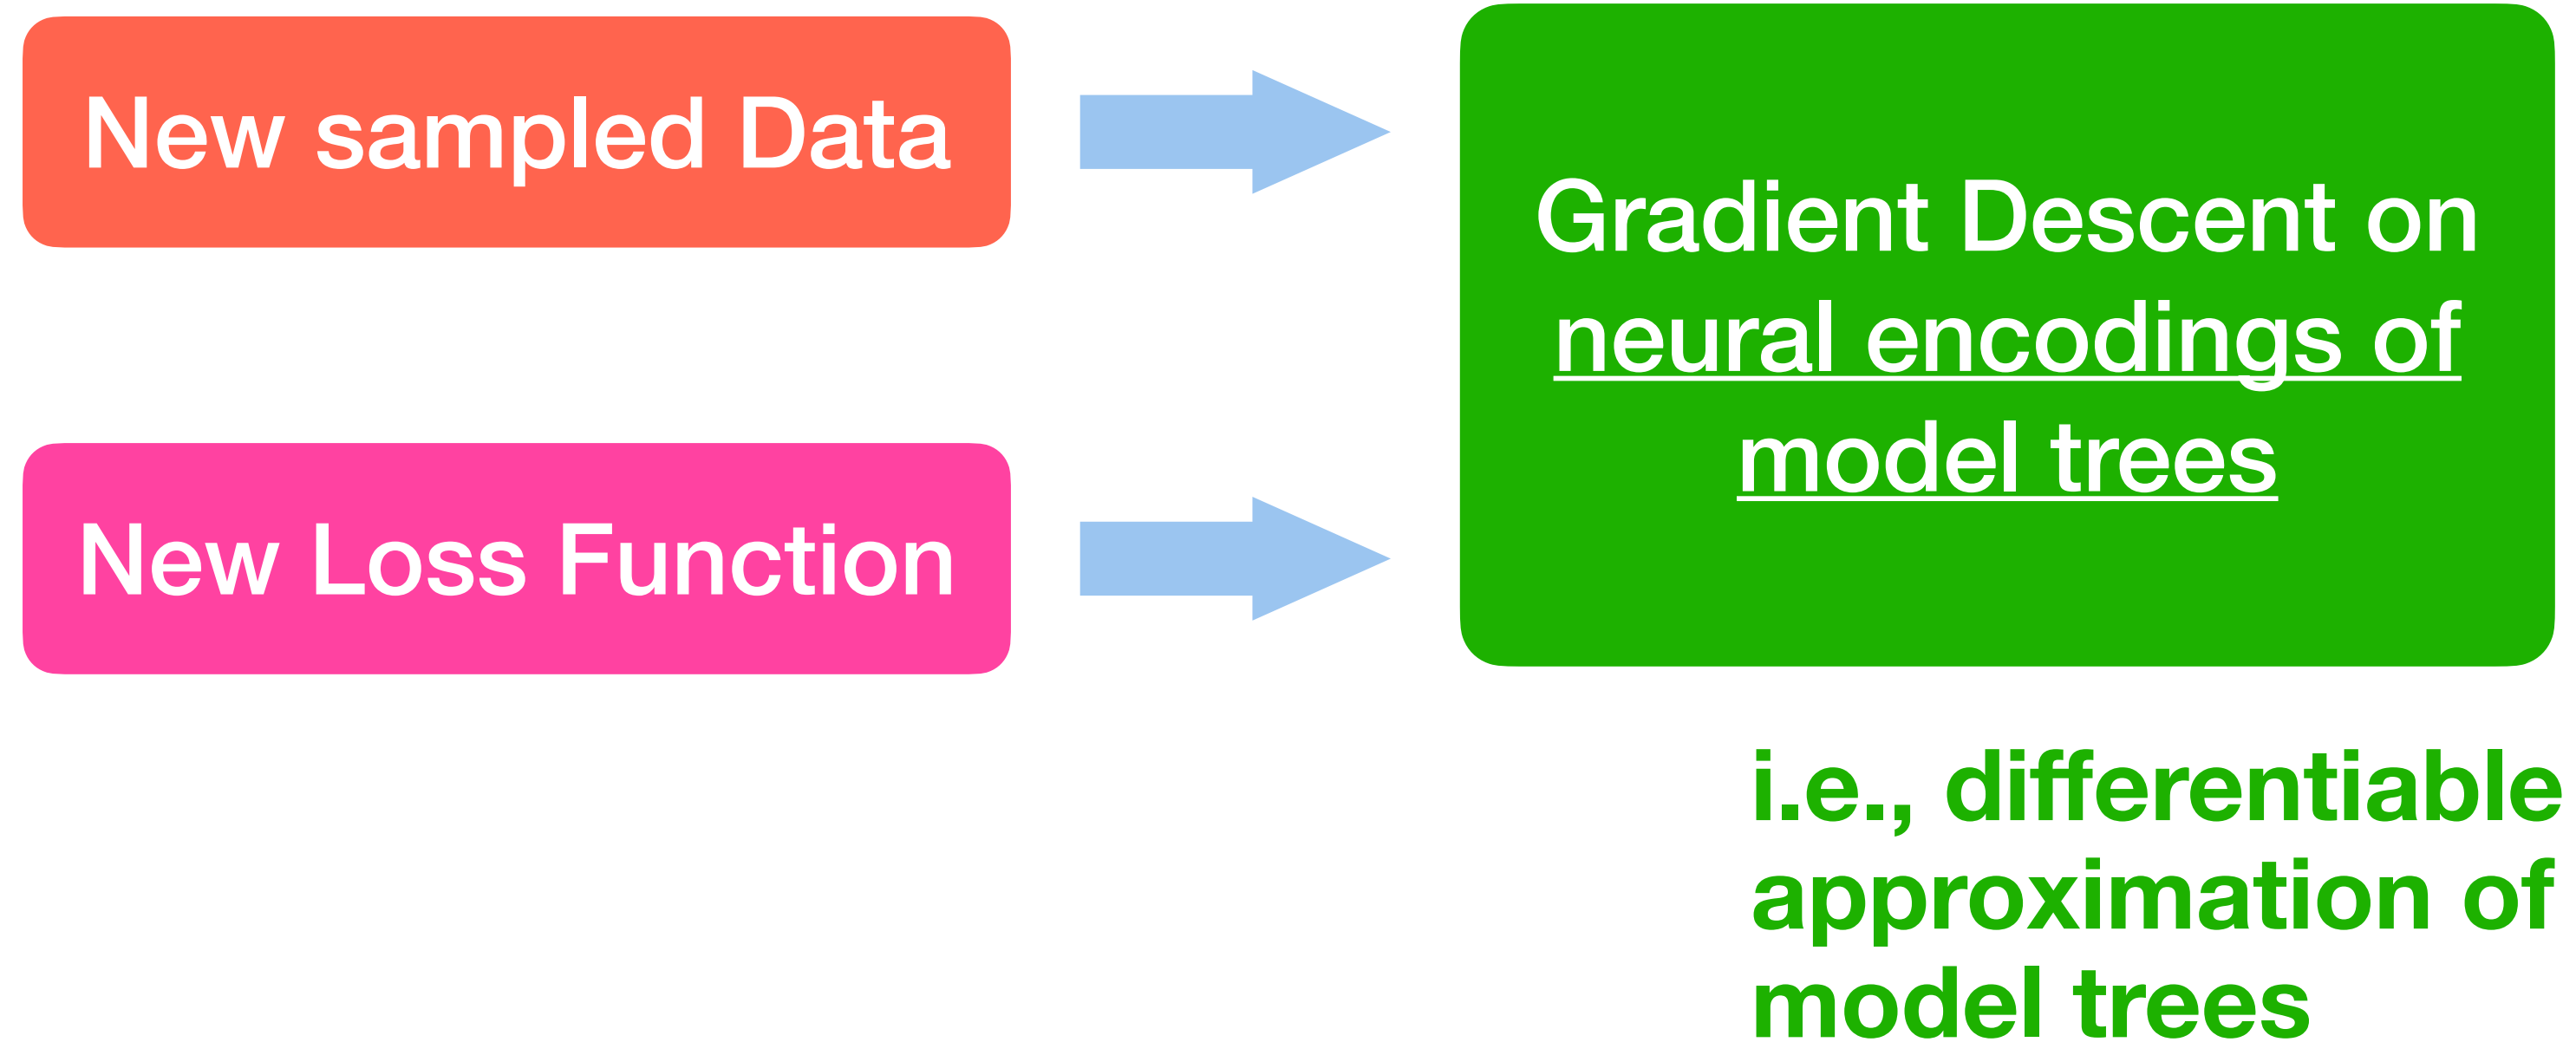 New sampled Data
New Loss Function
Gradient Descent on
neural encodings of
model trees
i.e., differentiable
approximation of
model trees